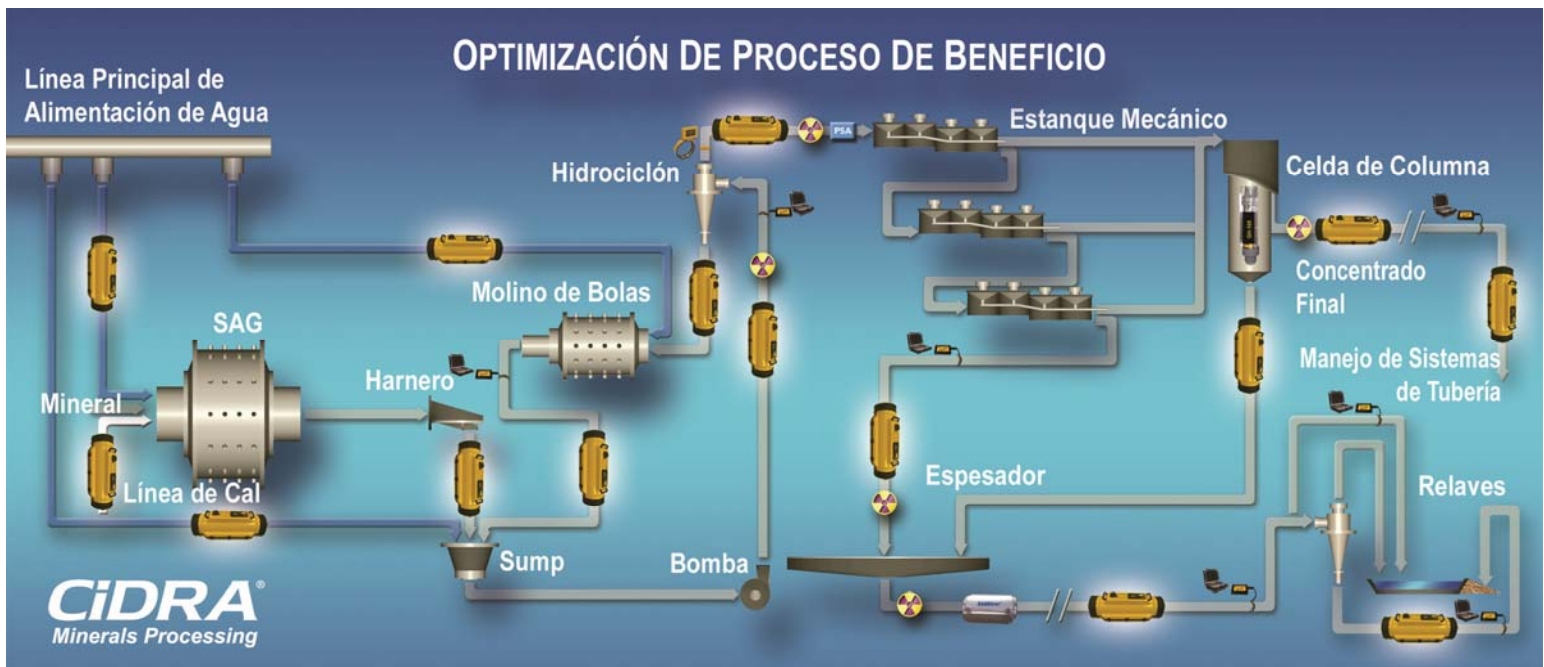 OPTIMIZACIÓN DE PROCESO DE BENEFICIO
Línea Principal de
Alimentación de Agua
Hidrociclón
PSA
Estanque Mecánico
Celda de Columna
Molino de Bolas
SAG
Concentrado
Final
Harnero
Mineral
Manejo de Sistemas
de Tubería
Línea de Cal
Espesador
Relaves
Sump
Bomba
CiDRA®
Minerals Processing